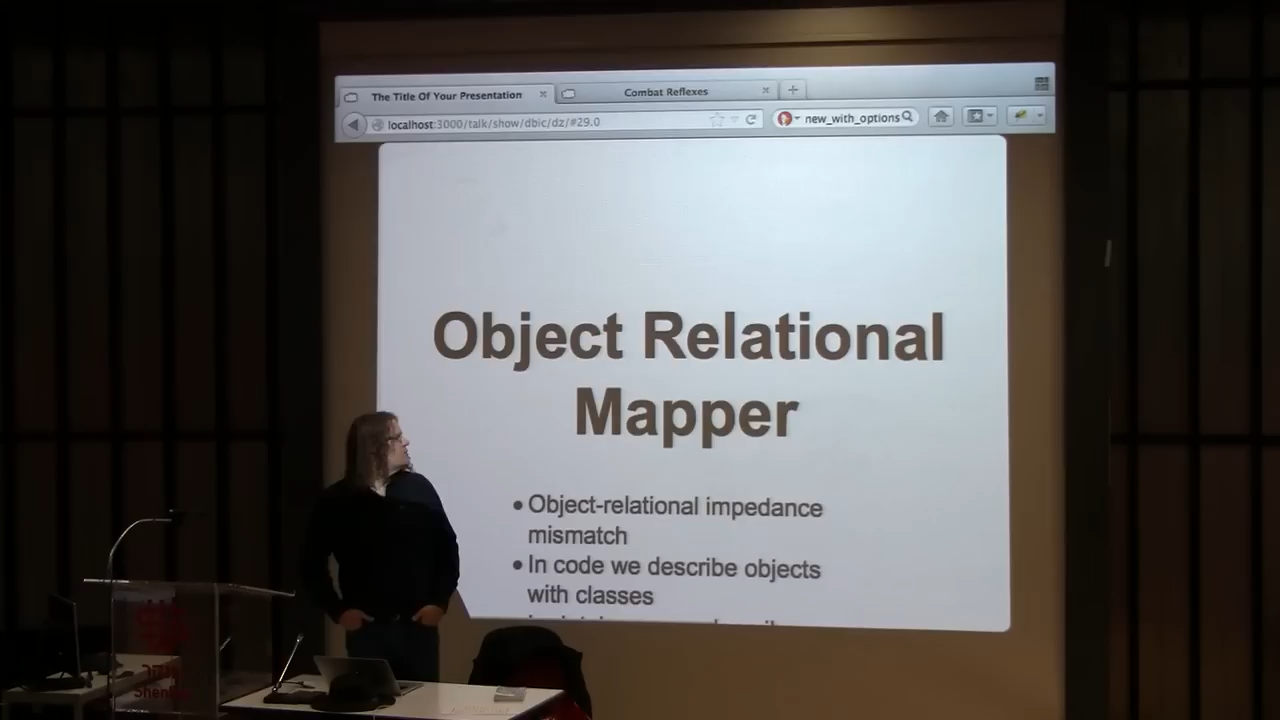 The Title Of Your Presentation
Combat Reflexes
localhost:3000/talk/show/dbic/dz/#29.0
new_with_options
Object Relational
Mapper
• Object-relational impedance
mismatch
• In code we describe objects
with classes
שנקר